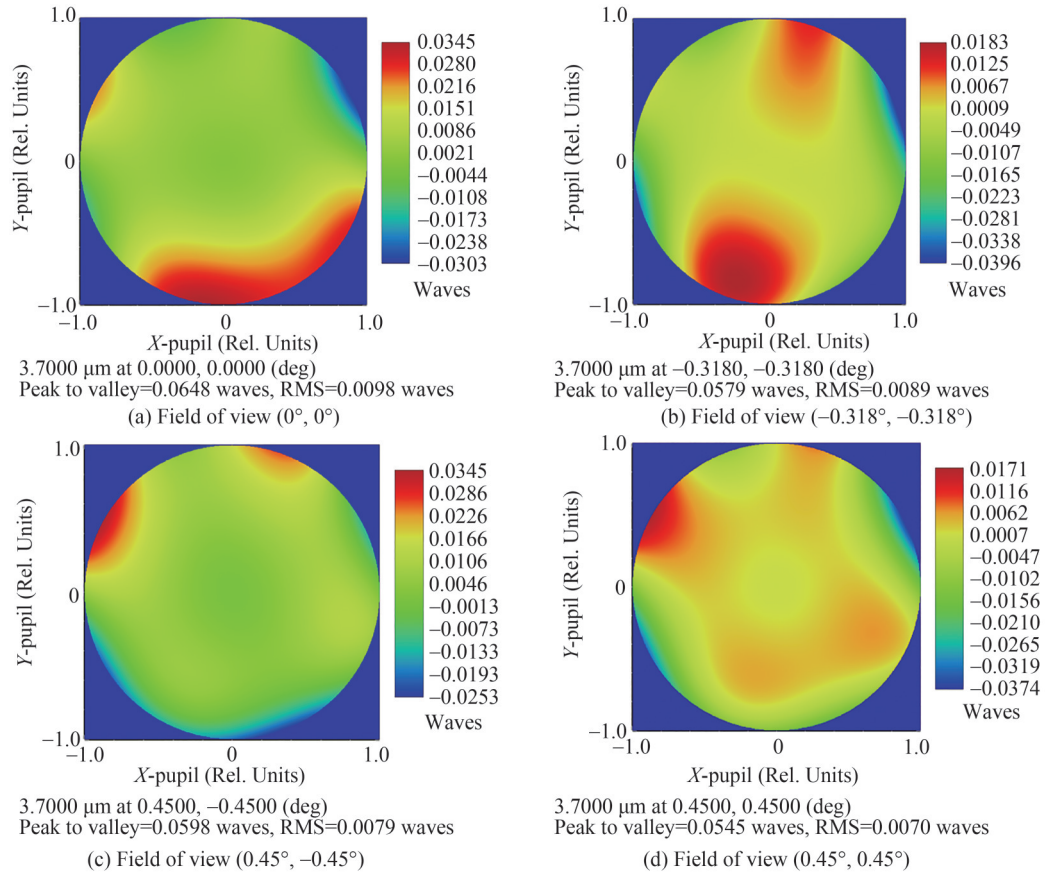 1.0
0
–1.0
Y-pupil (Rel. Units)
–1.0
0
1.0
X-pupil (Rel. Units)
0.0345
0.0280
0.0216
0.0151
0.0086
0.0021
–0.0044
–0.0108
–0.0173
–0.0238
–0.0303
Waves
3.7000 μm at 0.0000, 0.0000 (deg)
Peak to valley=0.0648 waves, RMS=0.0098 waves
(a) Field of view (0°, 0°)
1.0
0
–1.0
Y-pupil (Rel. Units)
–1.0
0
1.0
X-pupil (Rel. Units)
0.0183
0.0125
0.0067
0.0009
–0.0049
–0.0107
–0.0165
–0.0223
–0.0281
–0.0338
–0.0396
Waves
3.7000 μm at –0.3180, –0.3180 (deg)
Peak to valley=0.0579 waves, RMS=0.0089 waves
(b) Field of view (–0.318°, –0.318°)
1.0
0
–1.0
Y-pupil (Rel. Units)
–1.0
0
1.0
X-pupil (Rel. Units)
0.0345
0.0286
0.0226
0.0166
0.0106
0.0046
–0.0013
–0.0073
–0.0133
–0.0193
–0.0253
Waves
3.7000 μm at 0.4500, –0.4500 (deg)
Peak to valley=0.0598 waves, RMS=0.0079 waves
(c) Field of view (0.45°, –0.45°)
1.0
0
–1.0
Y-pupil (Rel. Units)
–1.0
0
1.0
X-pupil (Rel. Units)
0.0171
0.0116
0.0062
0.0007
–0.0047
–0.0102
–0.0156
–0.0210
–0.0265
–0.0319
–0.0374
Waves
3.7000 μm at 0.4500, 0.4500 (deg)
Peak to valley=0.0545 waves, RMS=0.0070 waves
(d) Field of view (0.45°, 0.45°)